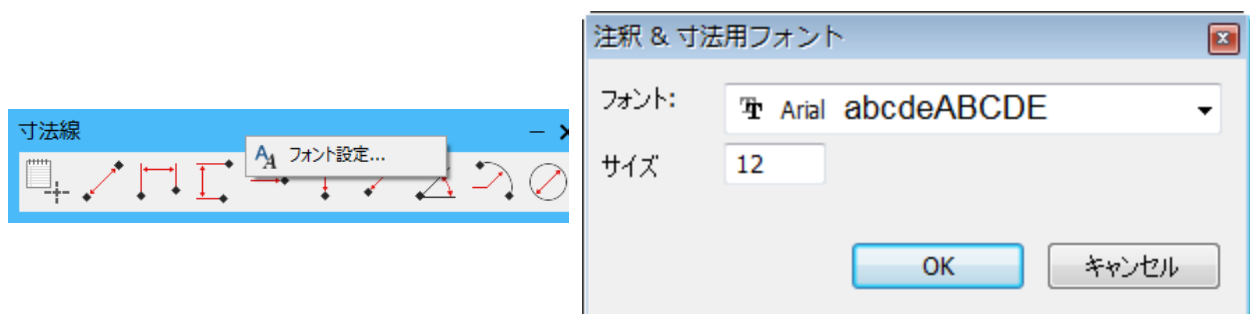 寸法線
フォント設定...
注釈 & 寸法用フォント
フォント:
Arial abcdeABCDE
サイズ
12
OK
キャンセル